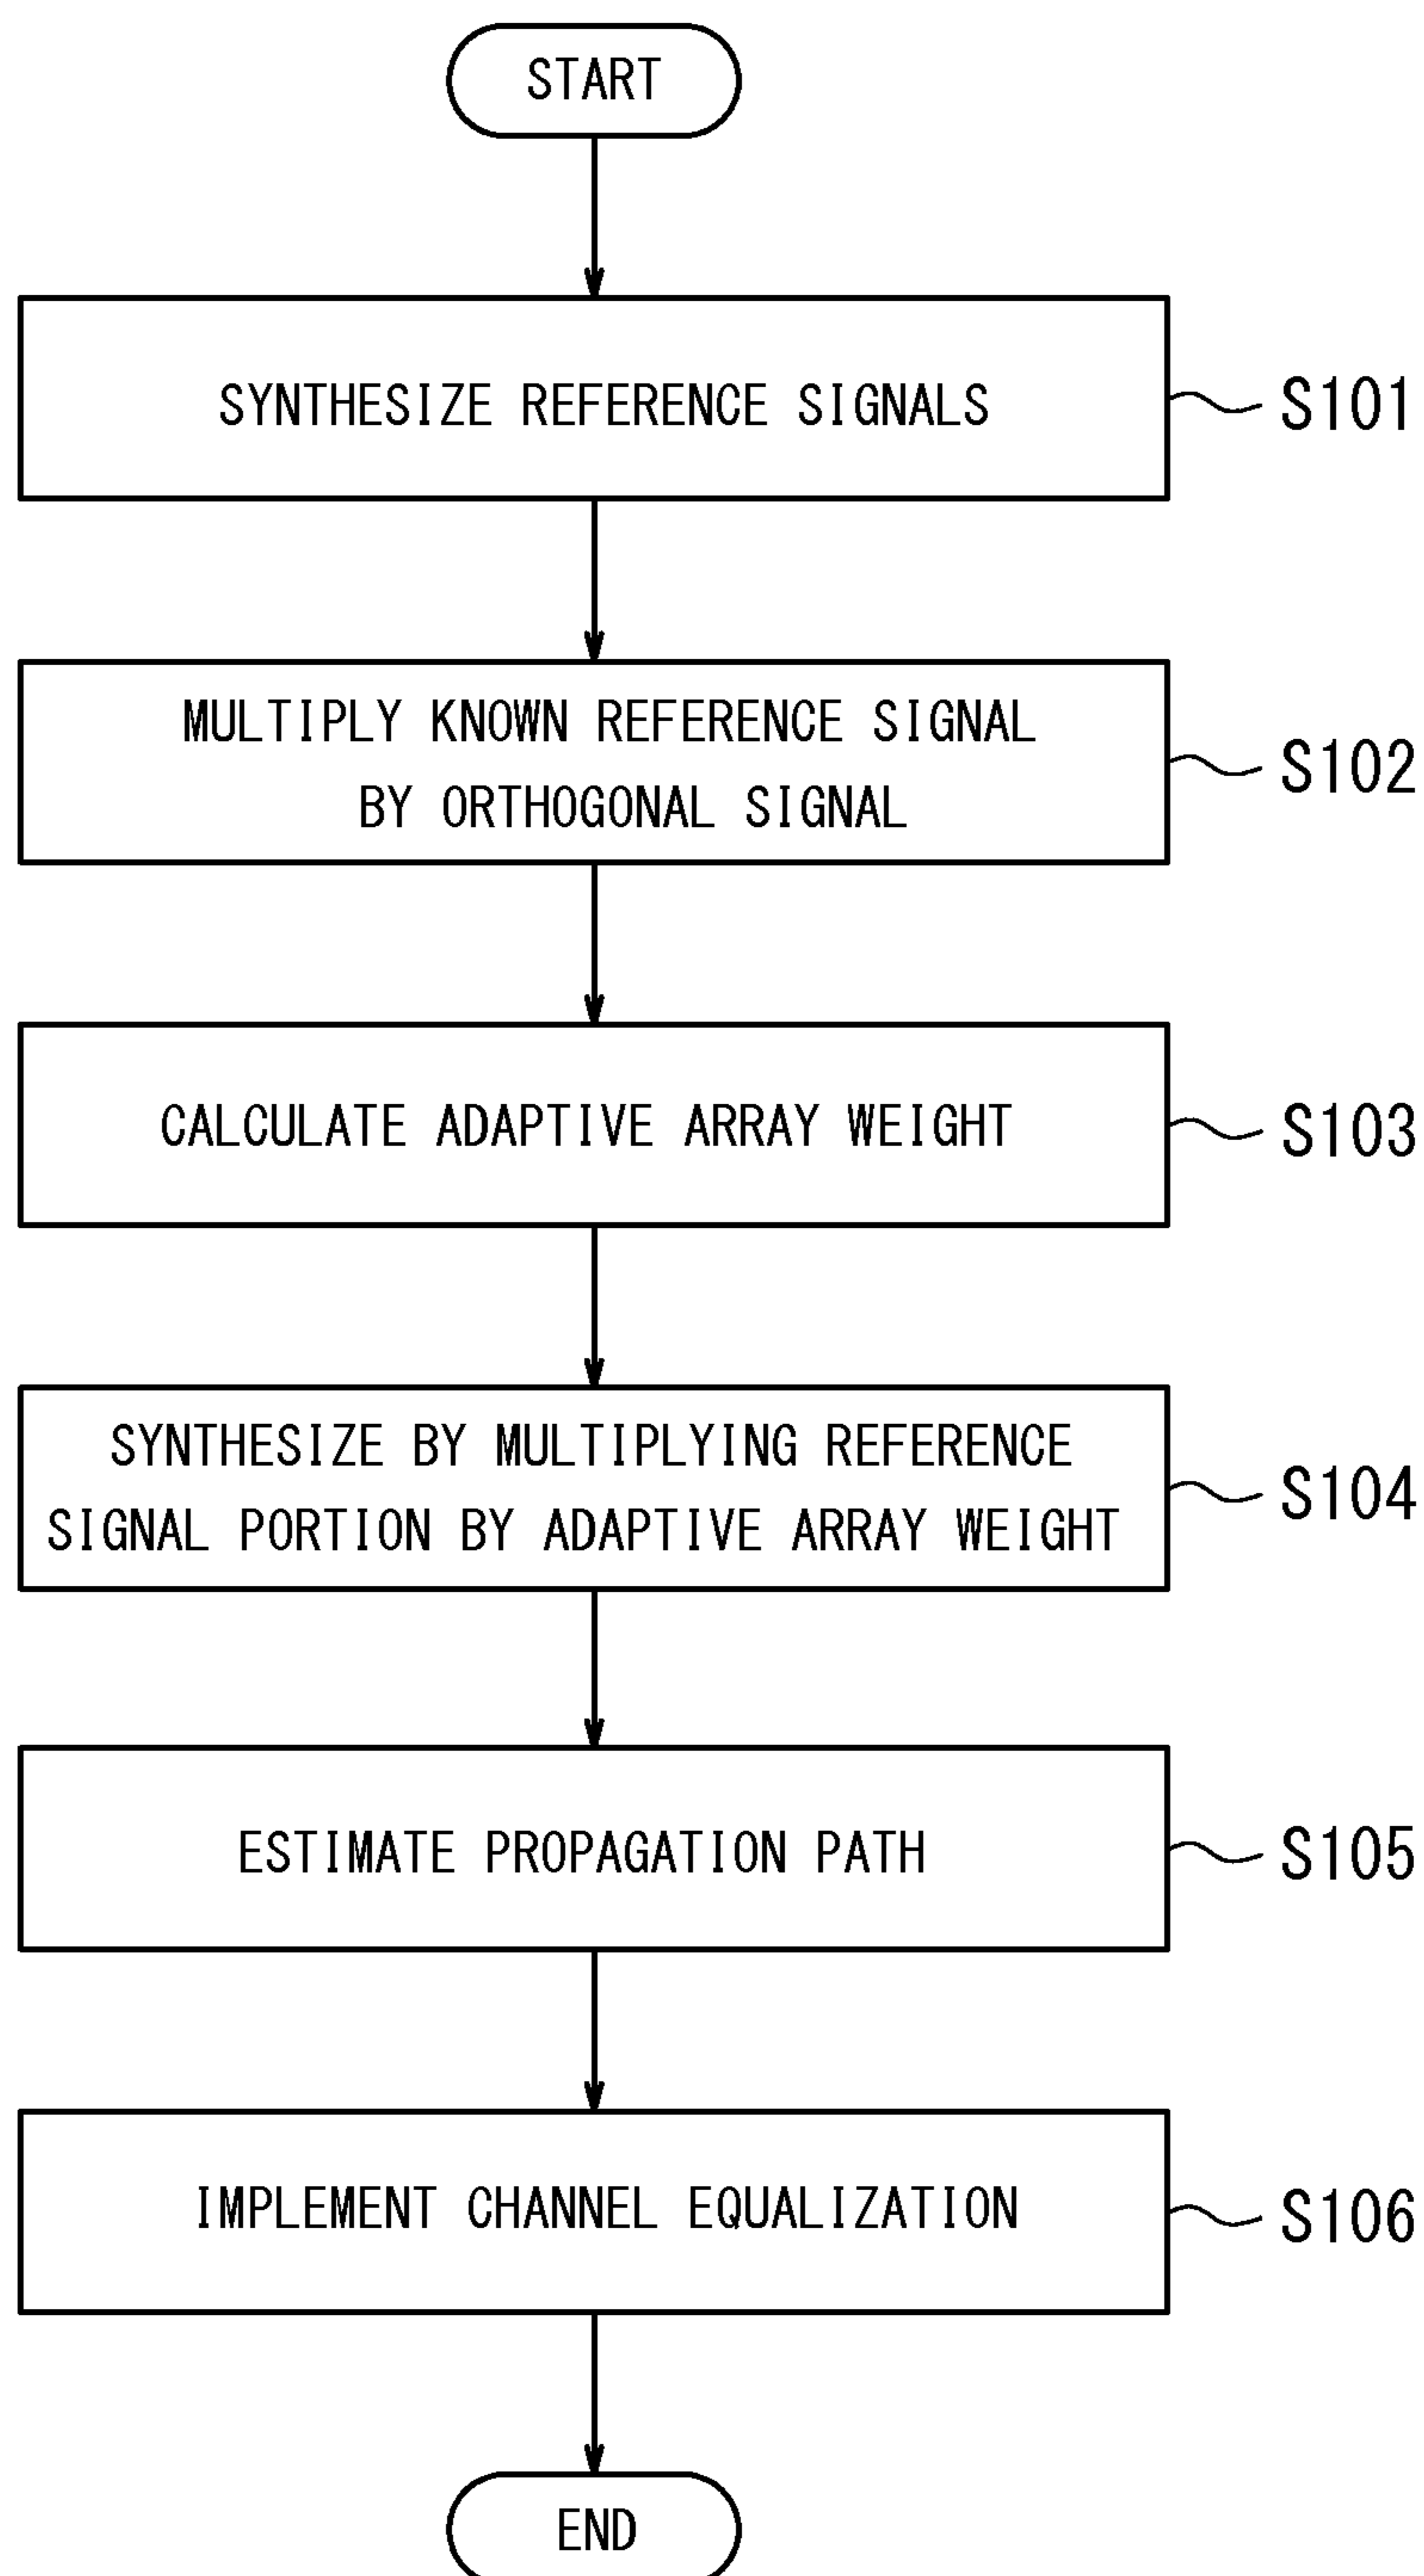 START
SYNTHESIZE REFERENCE SIGNALS
S101
MULTIPLY KNOWN REFERENCE SIGNAL
BY ORTHOGONAL SIGNAL
S102
CALCULATE ADAPTIVE ARRAY WEIGHT
S103
SYNTHESIZE BY MULTIPLYING REFERENCE
SIGNAL PORTION BY ADAPTIVE ARRAY WEIGHT
S104
ESTIMATE PROPAGATION PATH
S105
IMPLEMENT CHANNEL EQUALIZATION
S106
END